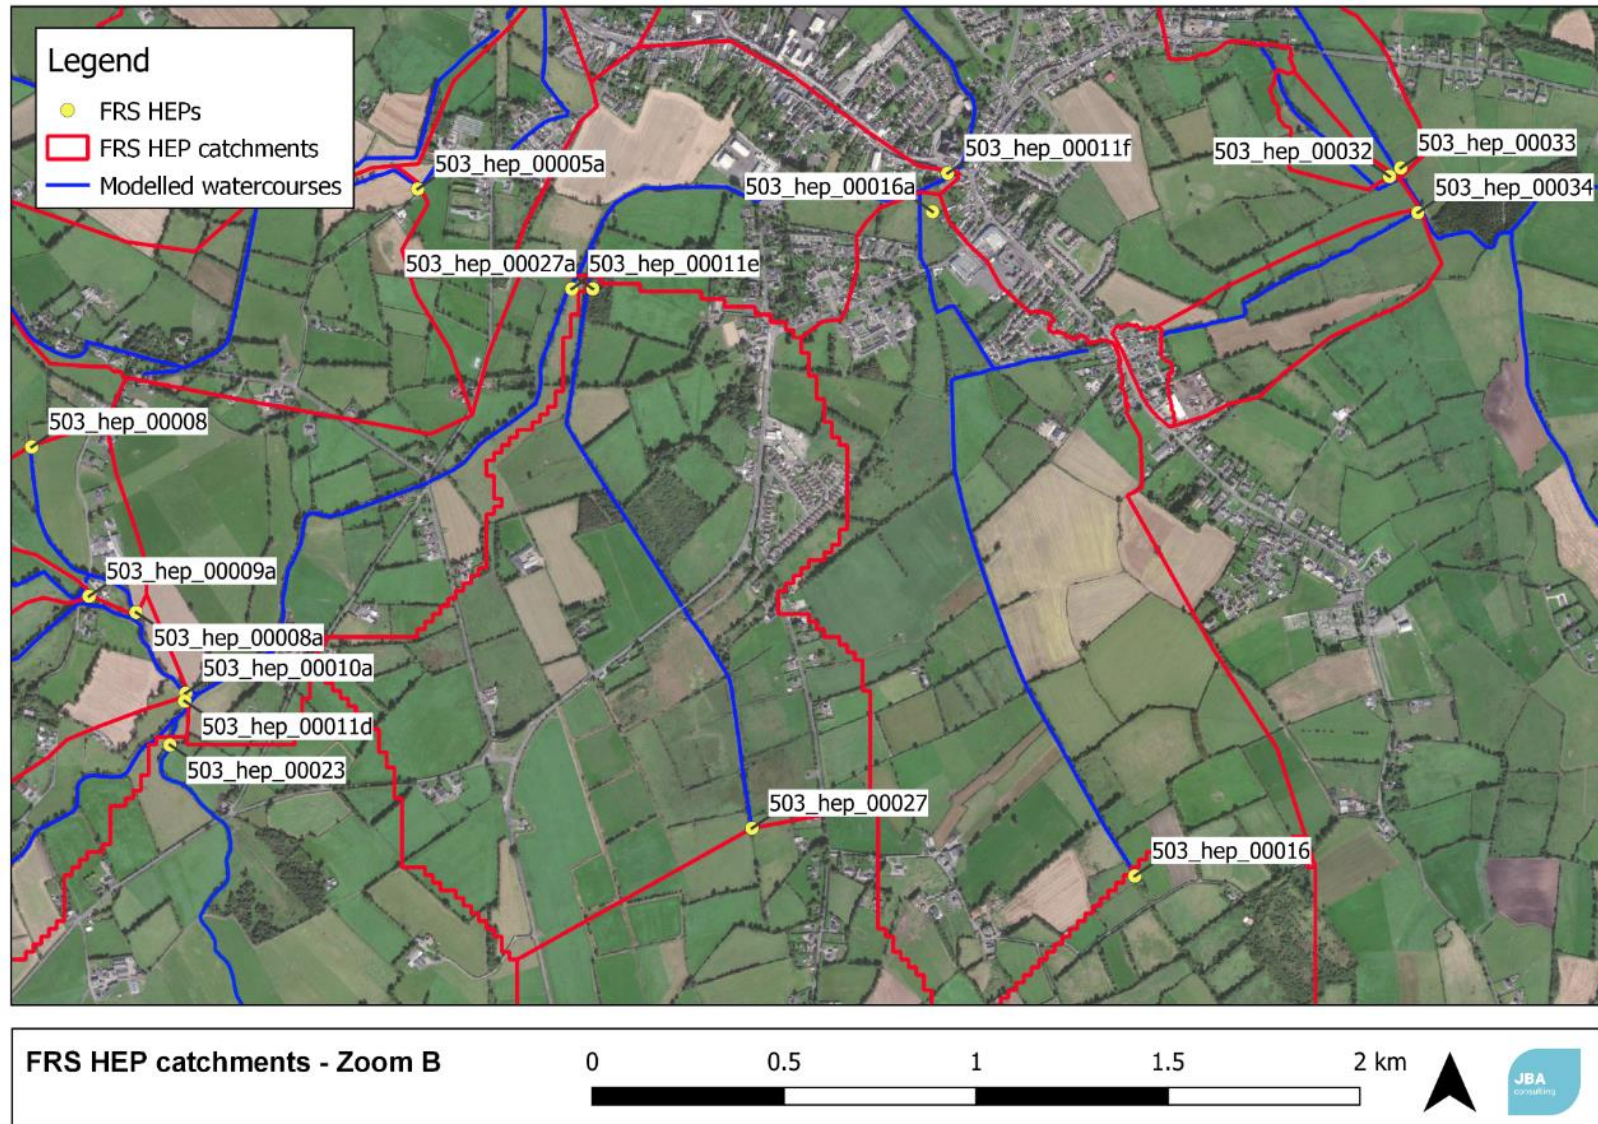 Legend
FRS HEPs
FRS HEP catchments
Modelled watercourses
503_hep_00005a
503_hep_00011f
503_hep_00016a
503_hep_00032
503_hep_00033
503_hep_00034
503_hep_00027a
503_hep_00011e
503_hep_00008
503_hep_00009a
503_hep_00008a
503_hep_00010a
503_hep_00011d
503_hep_00023
503_hep_00027
503_hep_00016
FRS HEP catchments - Zoom B
0 0.5 1 1.5 2 km
JBA
consulting